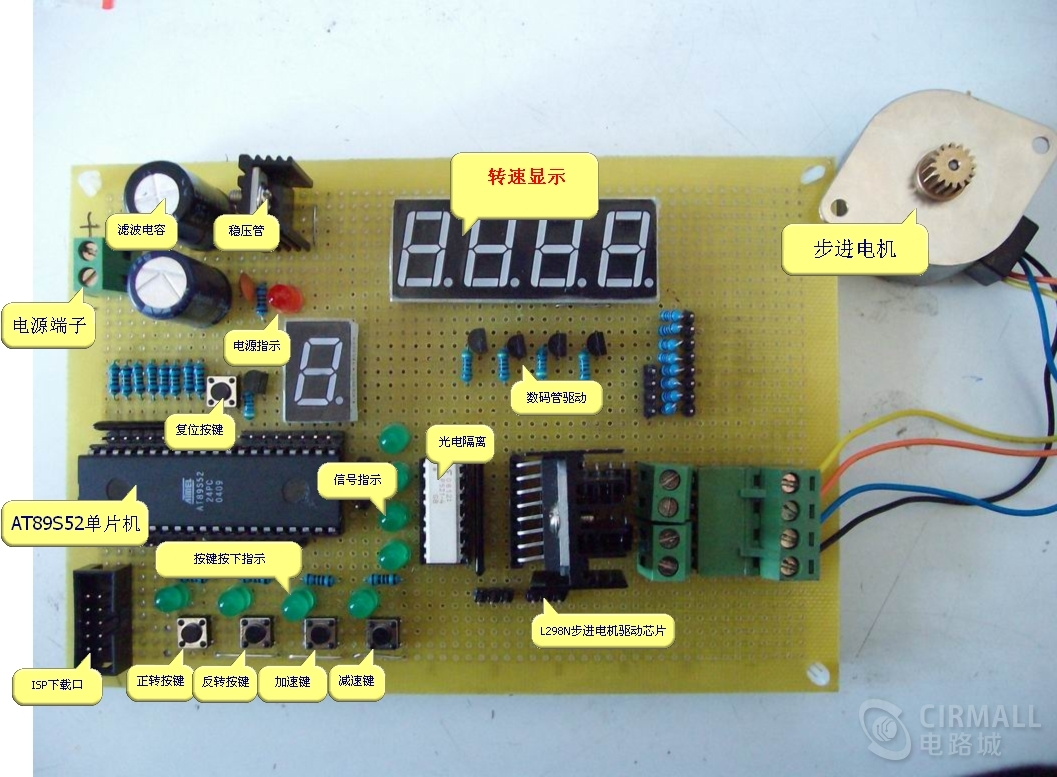 转速显示
步进电机
滤波电容
稳压管
+
电源端子
电源指示
数码管驱动
复位按键
光电隔离
信号指示
AT89S52单片机
ATMEL
AT89S52
24PC
0409
按键按下指示
L298N步进电机驱动芯片
ISP下载口
正转按键
反转按键
加速键
减速键
CIRMALL
电路城